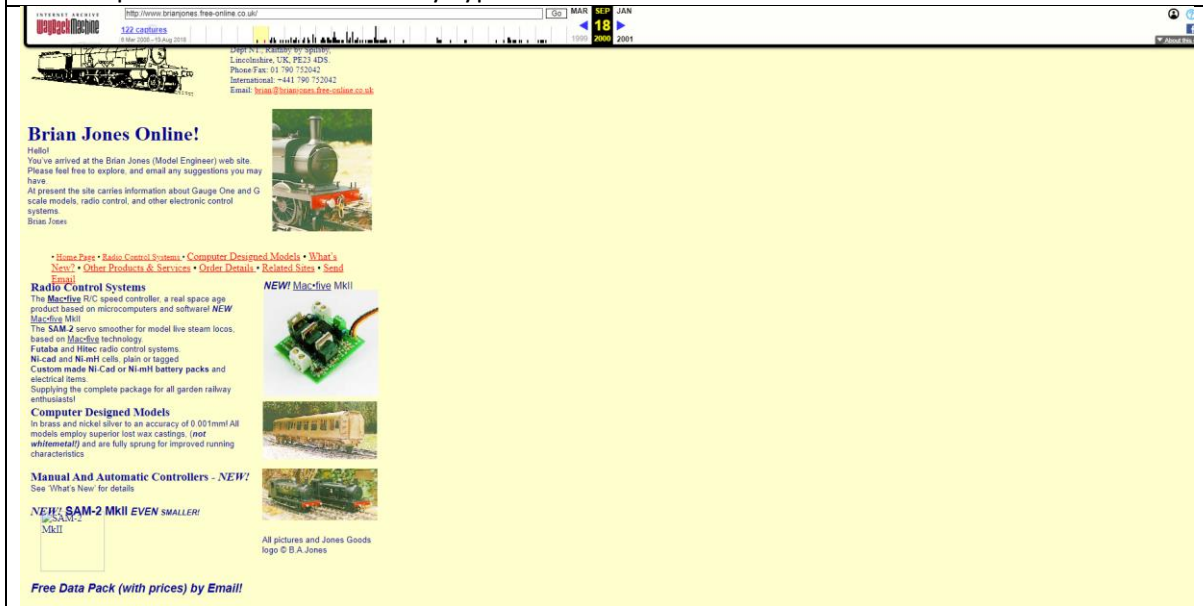 INTERNET ARCHIVE
WayBackMachine
http://www.brianjones.free-online.co.uk/
Go
MAR SEP JAN
122 captures
18
6 Mar 2000 - 19 Aug 2018
1999 2000 2001
About this
Dept N1., Raithby by Spilsby,
Lincolnshire, UK, PE23 4DS.
Phone/Fax: 01 790 752042
International: +441 790 752042
Email: brian@brianjones.free-online.co.uk
Brian Jones Online!
Hello!
You've arrived at the Brian Jones (Model Engineer) web site.
Please feel free to explore, and email any suggestions you may
have.
At present the site carries information about Gauge One and G
scale models, radio control, and other electronic control
systems.
Brian Jones
• Home Page • Radio Control Systems • Computer Designed Models • What's
New? • Other Products & Services • Order Details • Related Sites • Send
Email
Radio Control Systems
The Mac•five R/C speed controller, a real space age
product based on microcomputers and software! NEW
Mac•five MkII
The SAM-2 servo smoother for model live steam locos,
based on Mac•five technology.
Futaba and Hitec radio control systems.
Ni-cad and Ni-mH cells, plain or tagged
Custom made Ni-Cad or Ni-mH battery packs and
electrical items.
Supplying the complete package for all garden railway
enthusiasts!
NEW! Mac•five MkII
Computer Designed Models
In brass and nickel silver to an accuracy of 0.001mm! All
models employ superior lost wax castings, (not
whitemetal!) and are fully sprung for improved running
characteristics
Manual And Automatic Controllers - NEW!
See 'What's New' for details
NEW! SAM-2 MkII EVEN SMALLER!
SAM-2
MkII
All pictures and Jones Goods
logo © B.A.Jones
Free Data Pack (with prices) by Email!